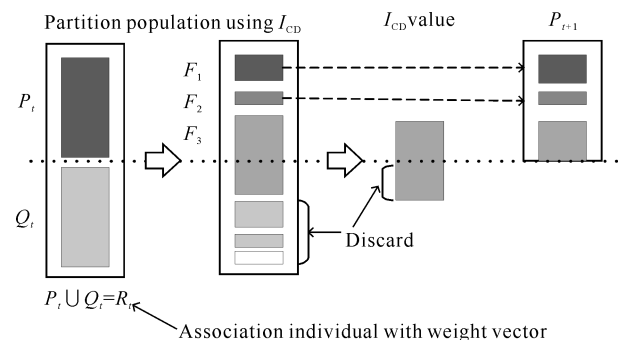 Partition population using I_CD
I_CD value
P_t+1
F_1
P_t
F_2
F_3
Q_t
Discard
P_t ∪ Q_t=R_t
Association individual with weight vector